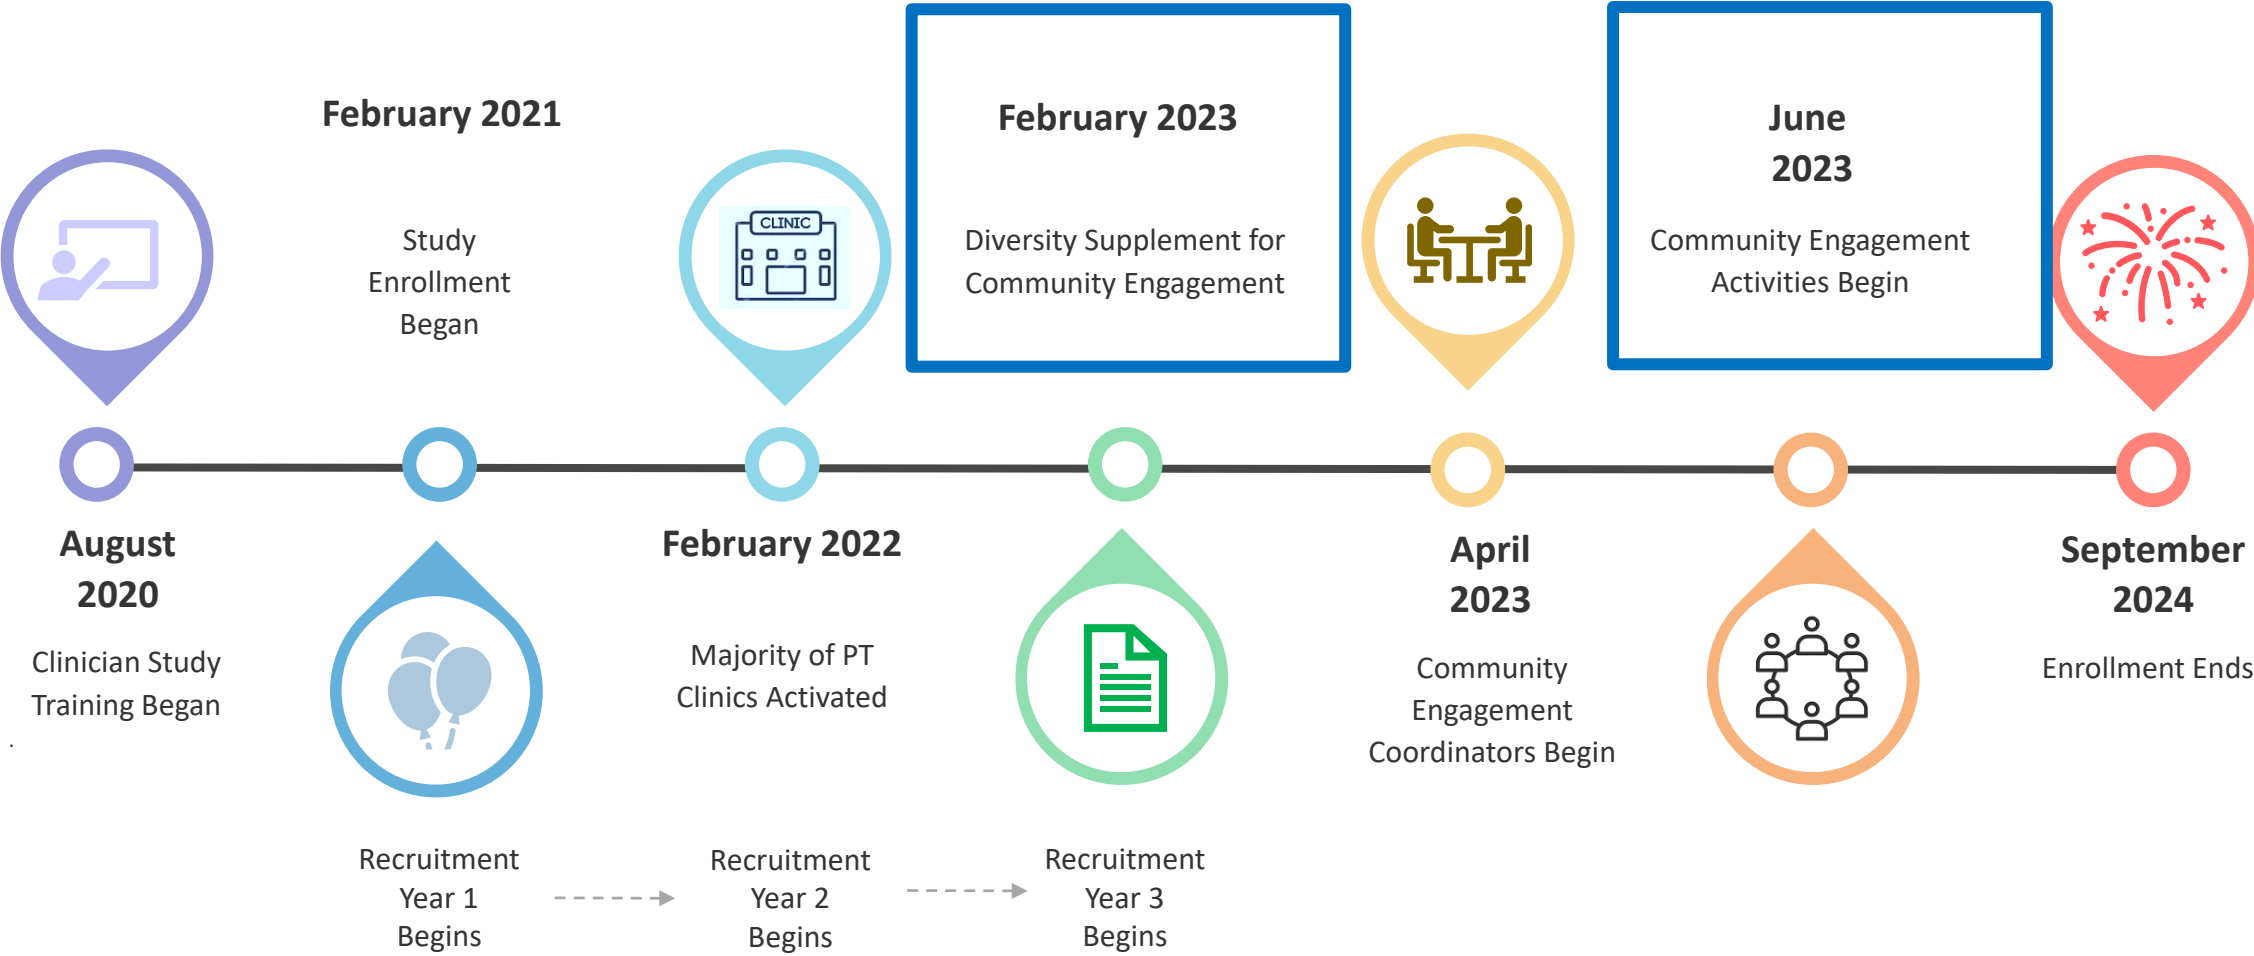 February 2021
Study
Enrollment
Began
CLINIC
February 2023
Diversity Supplement for
Community Engagement
June
2023
Community Engagement
Activities Begin
August
2020
Clinician Study
Training Began
.
February 2022
Majority of PT
Clinics Activated
April
2023
Community
Engagement
Coordinators Begin
September
2024
Enrollment Ends
Recruitment
Year 1
Begins
Recruitment
Year 2
Begins
Recruitment
Year 3
Begins